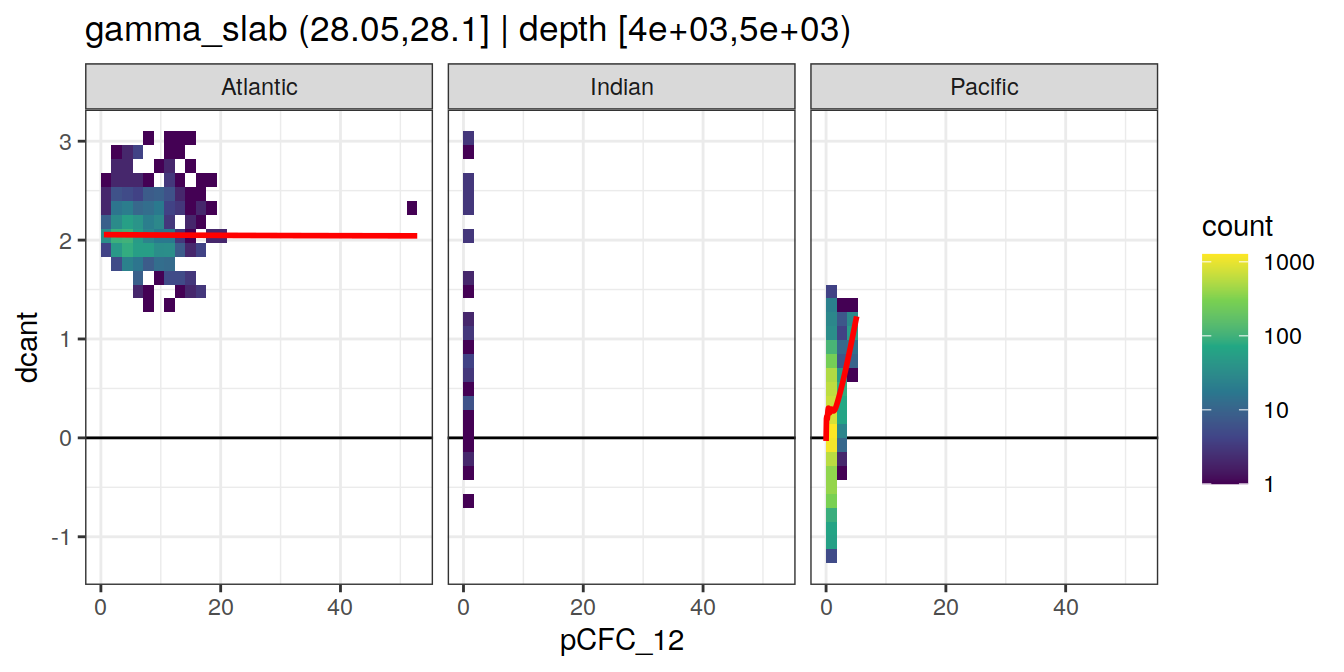 gamma_slab (28.05,28.1] | depth [4e+03,5e+03)
Atlantic Indian Pacific
3
2
1
0
-1
dcant
0 20 40 0 20 40 0 20 40
pCFC_12
count
1000
100
10
1